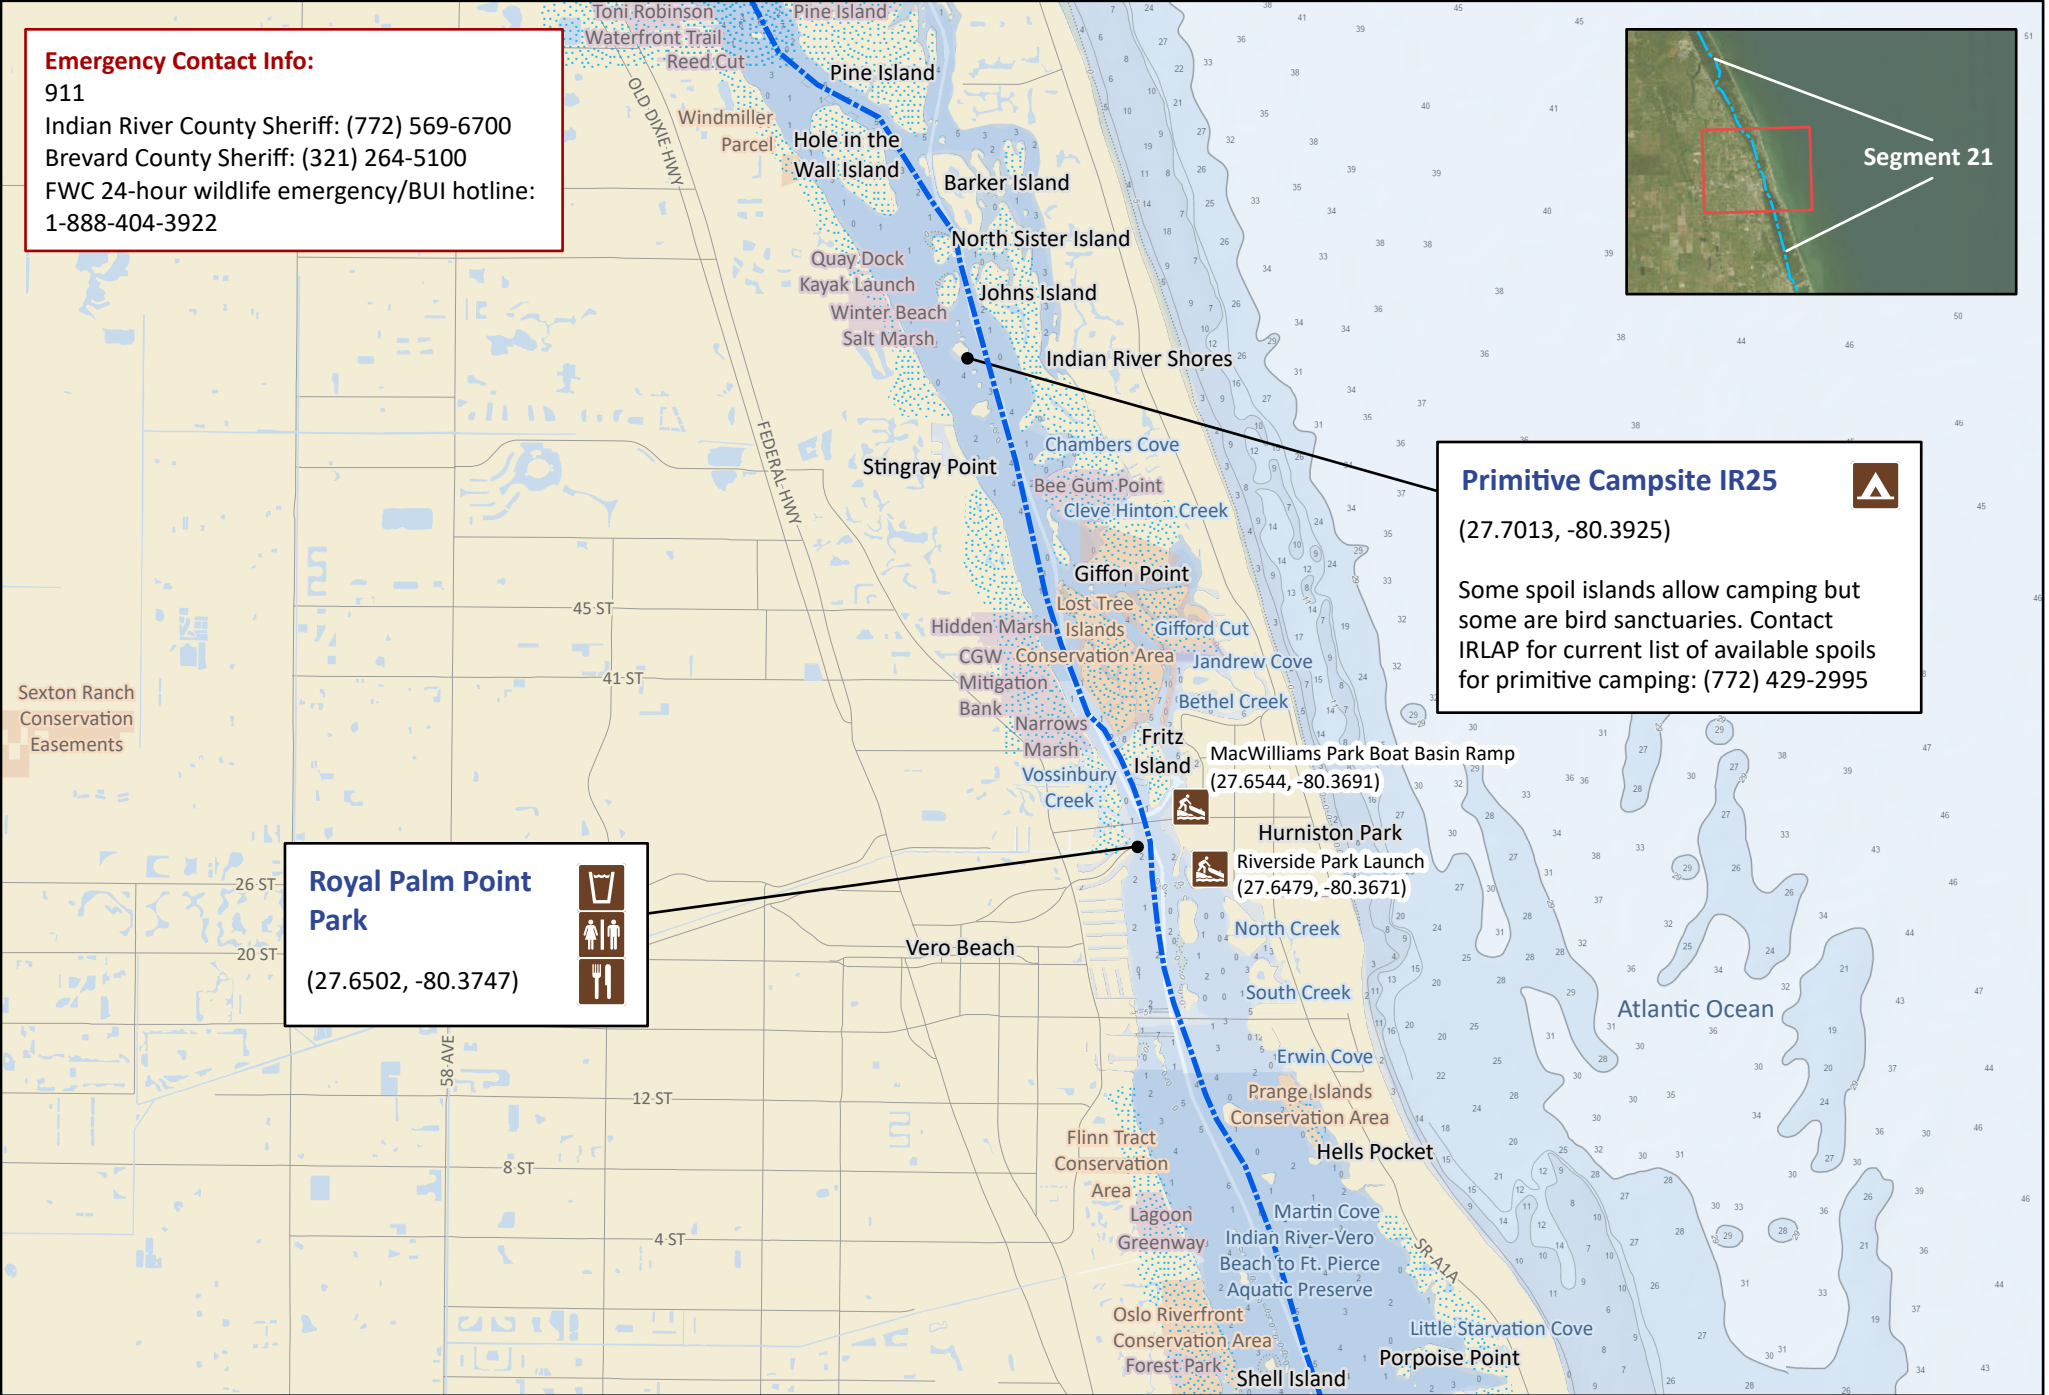 Toni Robinson
Waterfront Trail
Pine Island
Reed Cut
Pine Island
Emergency Contact Info:
911
Indian River County Sheriff: (772) 569-6700
Brevard County Sheriff: (321) 264-5100
FWC 24-hour wildlife emergency/BUI hotline:
1-888-404-3922
Segment 21
OLD DIXIE HWY
Windmiller
Parcel
Hole in the
Wall Island
Barker Island
North Sister Island
Quay Dock
Kayak Launch
Johns Island
Winter Beach
Salt Marsh
Indian River Shores
FEDERAL HWY
Chambers Cove
Stingray Point
Bee Gum Point
Cleve Hinton Creek
Primitive Campsite IR25
(27.7013, -80.3925)
Some spoil islands allow camping but
some are bird sanctuaries. Contact
IRLAP for current list of available spoils
for primitive camping: (772) 429-2995
Giffon Point
45 ST
Lost Tree
Islands
Conservation Area
Hidden Marsh
Gifford Cut
CGW
Mitigation
Bank
Jandrew Cove
41 ST
Bethel Creek
Sexton Ranch
Conservation
Easements
Narrows
Marsh
Fritz
Island
MacWilliams Park Boat Basin Ramp
(27.6544, -80.3691)
Vossinbury
Creek
Hurniston Park
Riverside Park Launch
(27.6479, -80.3671)
Royal Palm Point
Park
(27.6502, -80.3747)
26 ST
20 ST
Vero Beach
North Creek
South Creek
Atlantic Ocean
58 AVE
Erwin Cove
12 ST
Prange Islands
Conservation Area
Flinn Tract
Conservation
Area
Hells Pocket
8 ST
Lagoon
Greenway
Martin Cove
4 ST
Indian River-Vero
Beach to Ft. Pierce
Aquatic Preserve
SR-A1A
Oslo Riverfront
Conservation Area
Little Starvation Cove
Forest Park
Porpoise Point
Shell Island